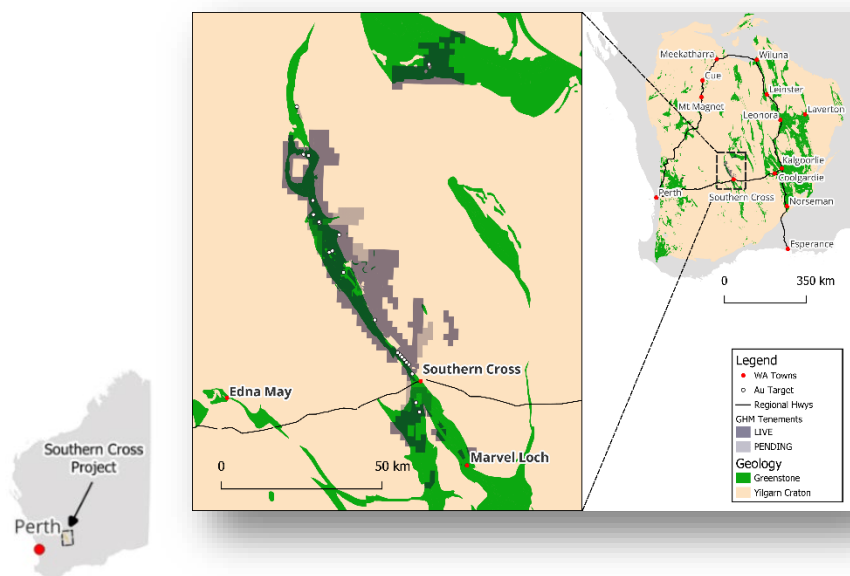 Meekatharra
Wiluna
Cue
Leinster
Mt Magnet
Laverton
Leonora
Kalgoorlie
Coolgardie
Perth
Southern Cross
Norseman
Esperance
0 350 km
Southern Cross
Edna May
Marvel Loch
0 50 km
Legend
WA Towns
Au Target
Regional Hwys
GHM Tenements
LIVE
PENDING
Geology
Greenstone
Yilgarn Craton
Southern Cross
Project
Perth